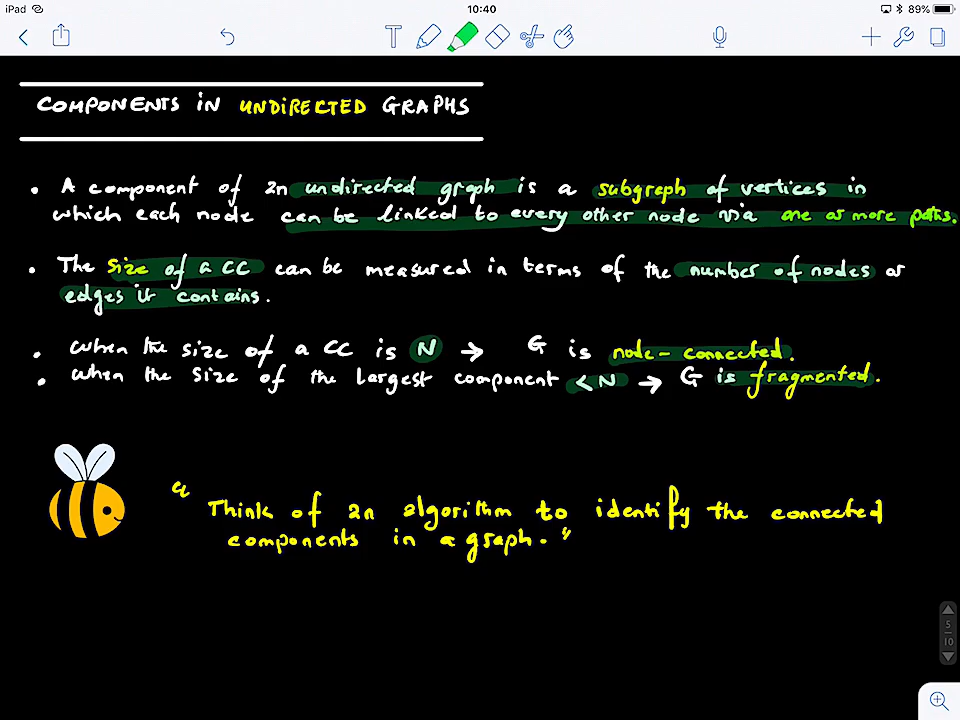 iPad
10:40
89%
COMPONENTS IN UNDIRECTED GRAPHS
• A component of an undirected graph is a subgraph of vertices in
which each node can be linked to every other node via one or more paths.
• The size of a CC can be measured in terms of the number of nodes or
edges it contains.
• When the size of a CC is N → G is node-connected.
• When the size of the largest component < N → G is fragmented.
" Think of an algorithm to identify the connected
components in a graph. "
T
5
10